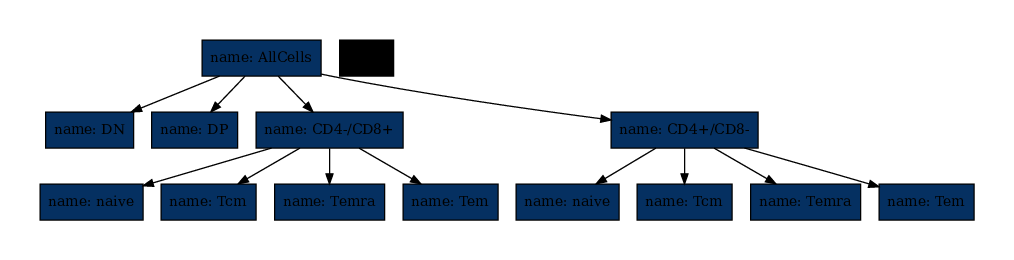 name: AllCells
name: DN
name: DP
name: CD4-/CD8+
name: CD4+/CD8-
name: naive
name: Tcm
name: Temra
name: Tem
name: naive
name: Tcm
name: Temra
name: Tem